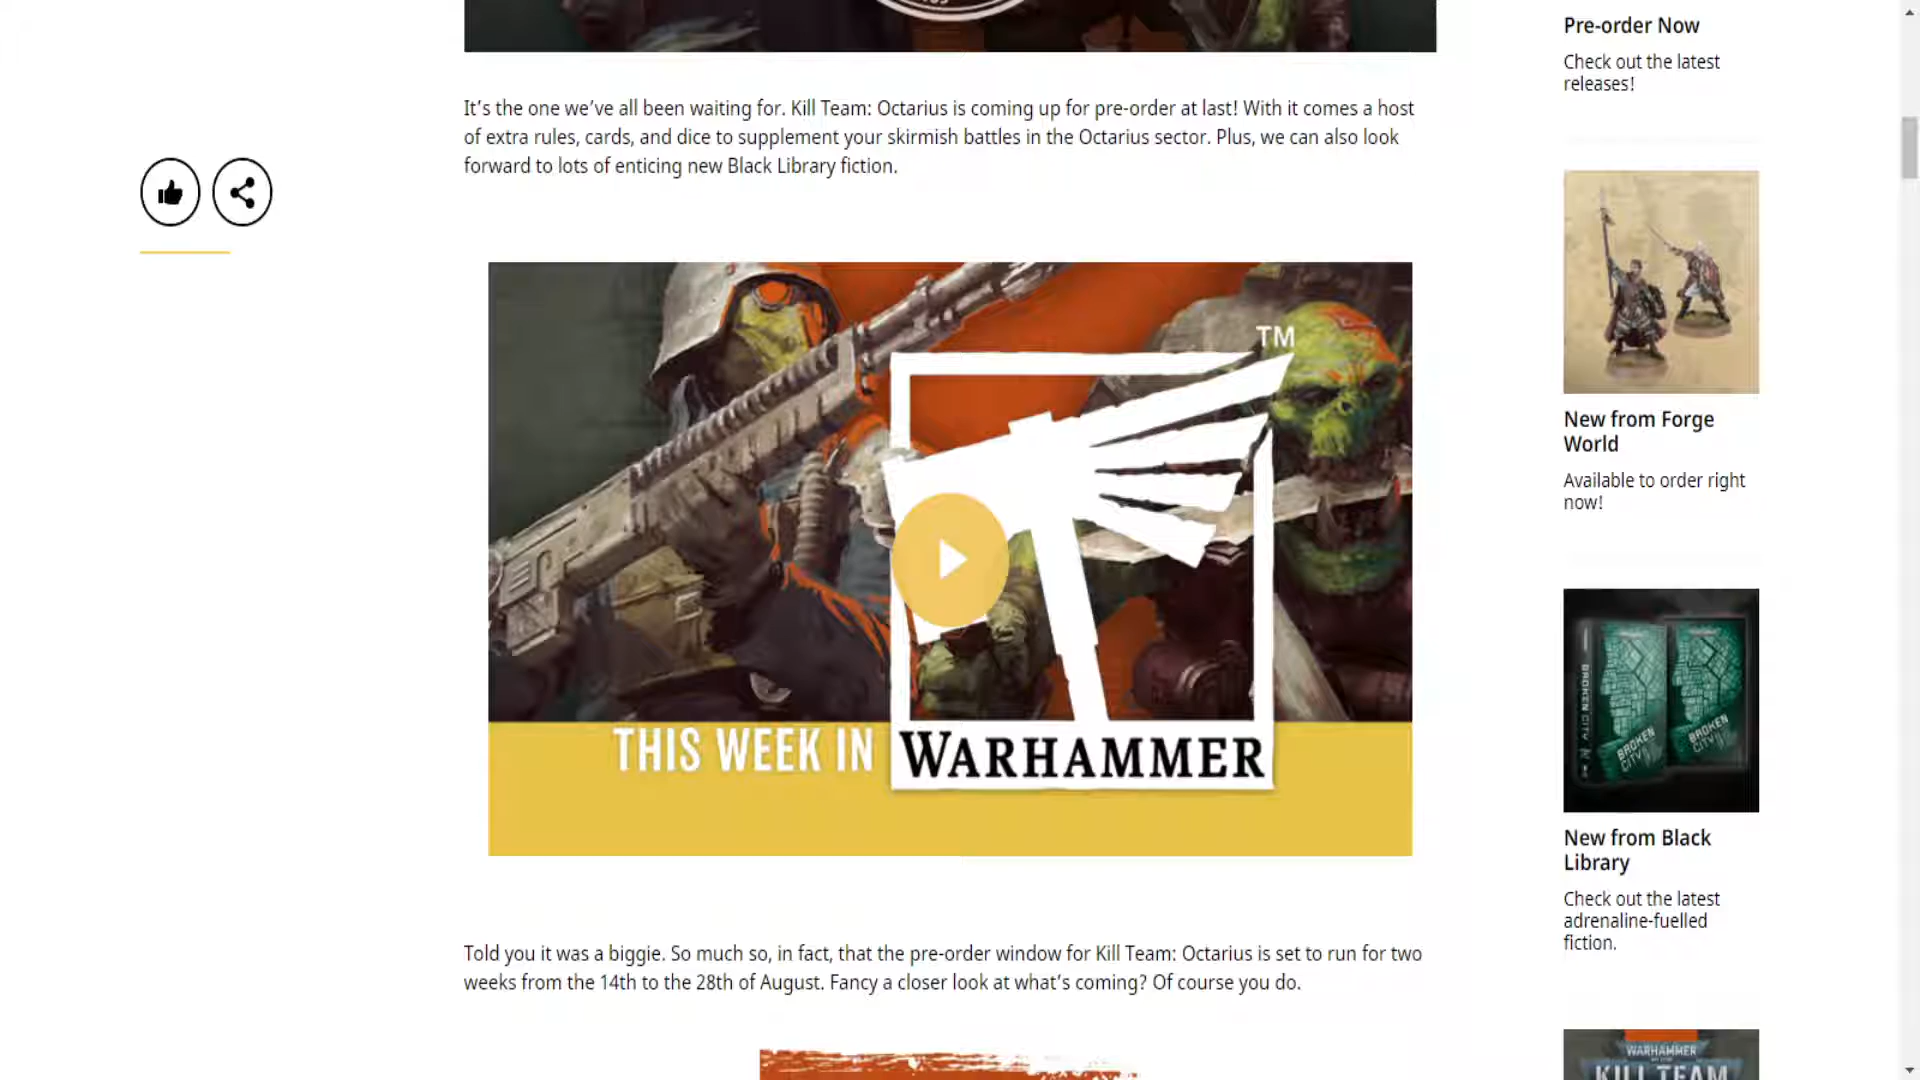 It's the one we've all been waiting for. Kill Team: Octarius is coming up for pre-order at last! With it comes a host
of extra rules, cards, and dice to supplement your skirmish battles in the Octarius sector. Plus, we can also look
forward to lots of enticing new Black Library fiction.
TM
THIS WEEK IN WARHAMMER
Told you it was a biggie. So much so, in fact, that the pre-order window for Kill Team: Octarius is set to run for two
weeks from the 14th to the 28th of August. Fancy a closer look at what's coming? Of course you do.
Pre-order Now
Check out the latest
releases!
New from Forge
World
Available to order right
now!
BROKEN CITY
BROKEN
CITY
BROKEN
CITY
New from Black
Library
Check out the latest
adrenaline-fuelled
fiction.
WARHAMMER
KILL TEAM